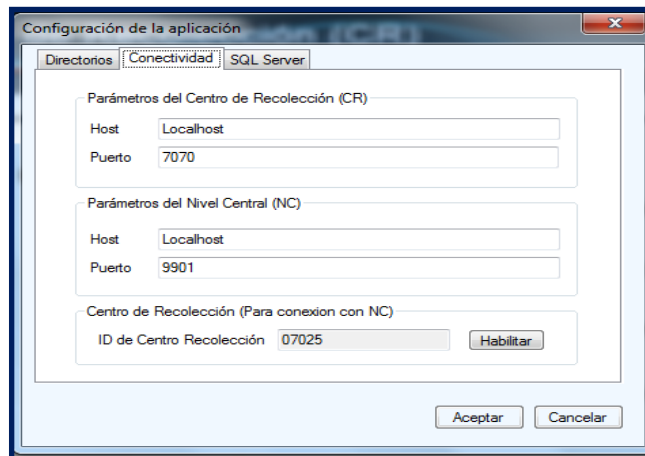 Configuración de la aplicación
Directorios Conectividad SQL Server
Parámetros del Centro de Recolección (CR)
Host Localhost
Puerto 7070
Parámetros del Nivel Central (NC)
Host Localhost
Puerto 9901
Centro de Recolección (Para conexion con NC)
ID de Centro Recolección 07025 Habilitar
Aceptar Cancelar